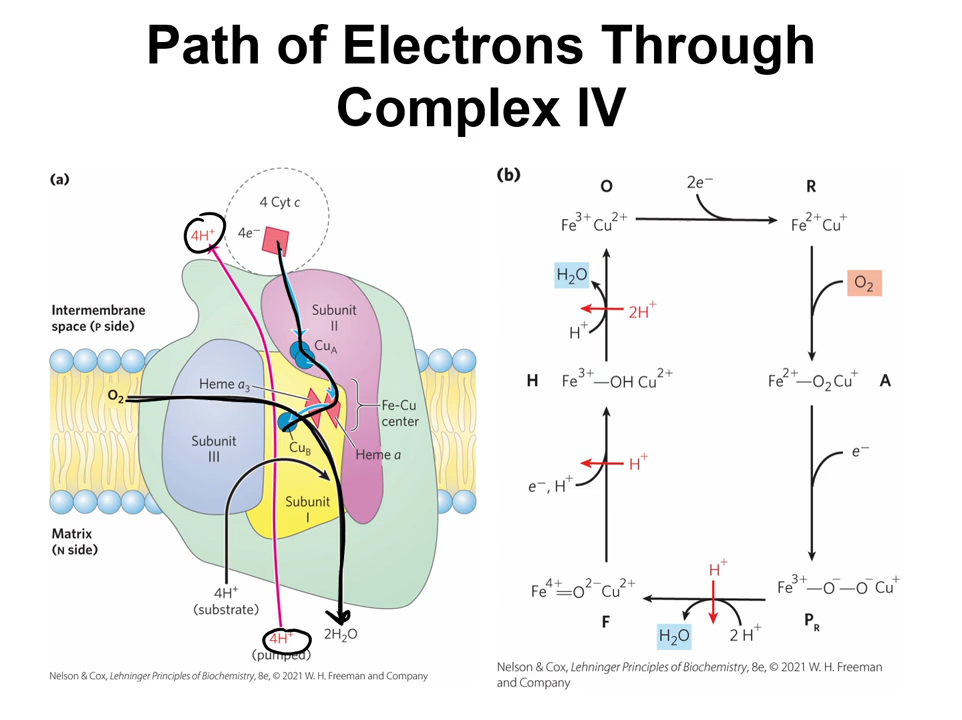 Path of Electrons Through
Complex IV
(a)
4 Cyt c
4H⁺
4e⁻
Intermembrane
space (P side)
Subunit
II
CuA
O₂
Heme a₃
Fe-Cu
center
Subunit
III
CuB
Heme a
Subunit
I
Matrix
(N side)
4H⁺
(substrate)
4H⁺
(pumped)
2H₂O
Nelson & Cox, Lehninger Principles of Biochemistry, 8e, © 2021 W. H. Freeman and Company
(b)
O
2e⁻
R
Fe³⁺Cu²⁺
Fe²⁺Cu⁺
H₂O
O₂
2H⁺
H⁺
H
Fe³⁺—OH Cu²⁺
Fe²⁺—O₂Cu⁺
A
e⁻
H⁺
e⁻, H⁺
H⁺
Fe⁴⁺=O²⁻Cu²⁺
Fe³⁺—O⁻—O⁻Cu⁺
F
PR
H₂O
2 H⁺
Nelson & Cox, Lehninger Principles of Biochemistry, 8e, © 2021 W. H. Freeman
and Company